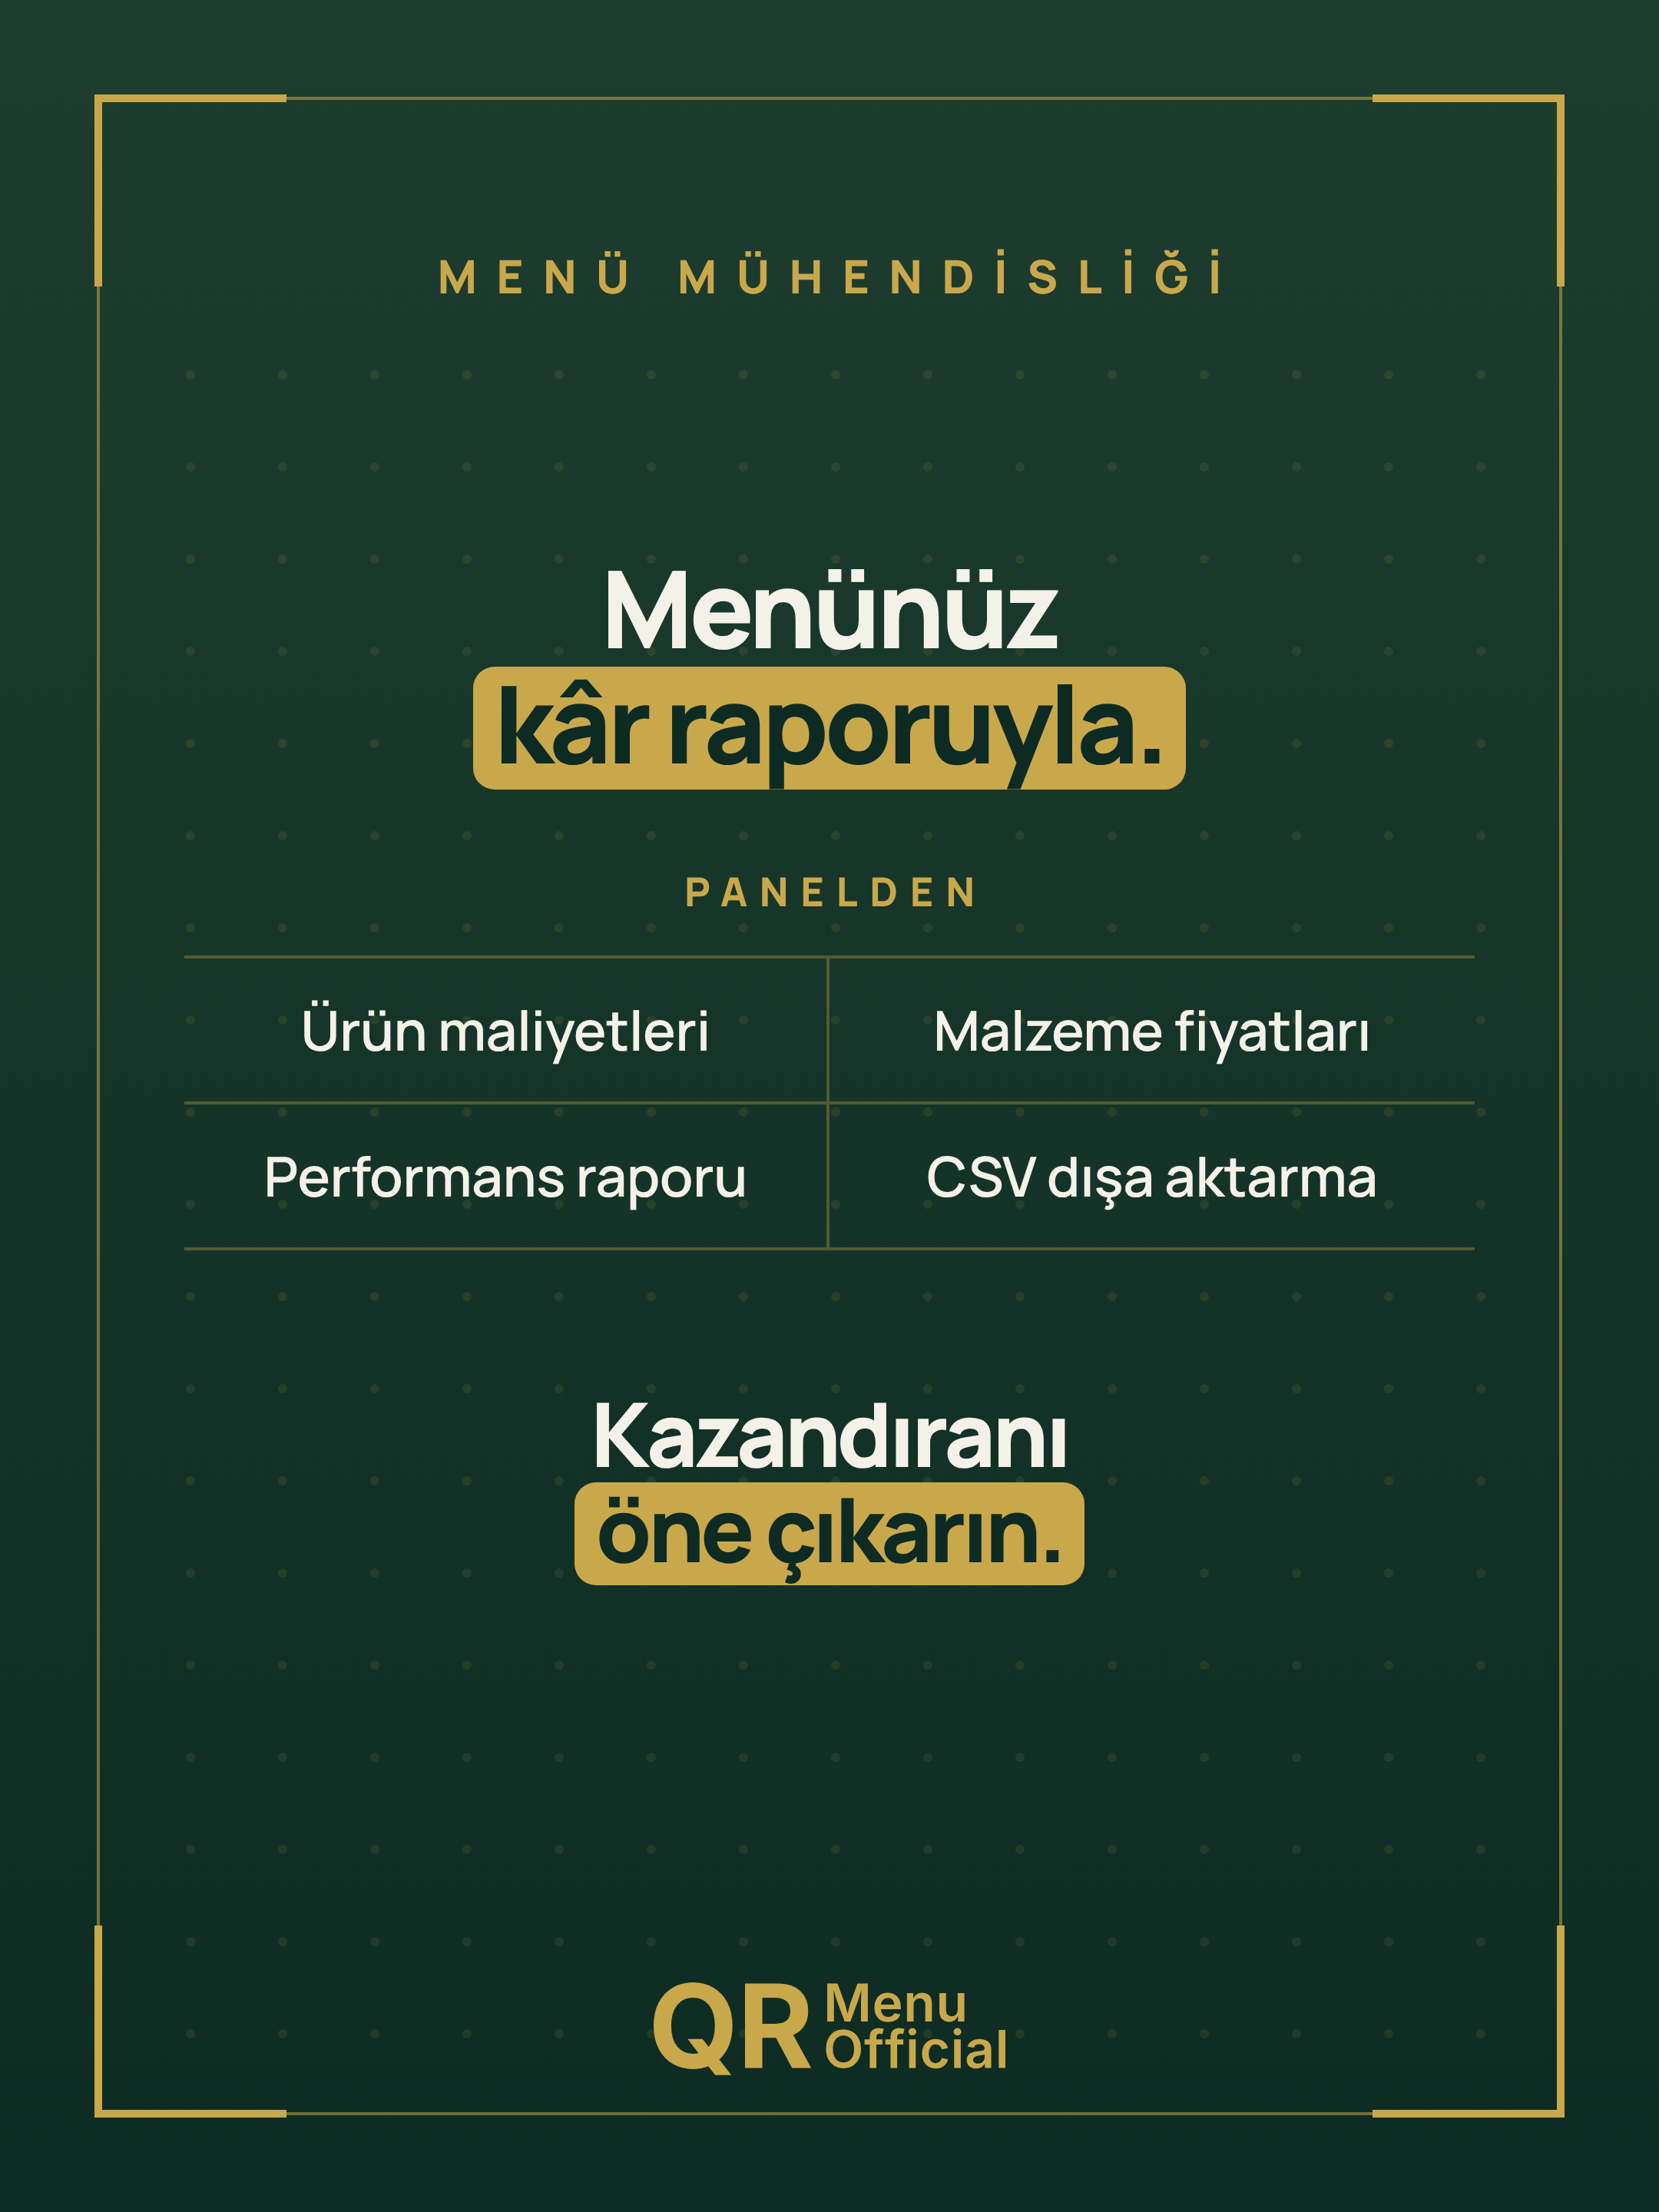 MENÜ MÜHENDİSLİĞİ
Menünüz
kâr raporuyla.
PANELDEN
Ürün maliyetleri
Malzeme fiyatları
Performans raporu
CSV dışa aktarma
Kazandıranı
öne çıkarın.
QR Menu
Official